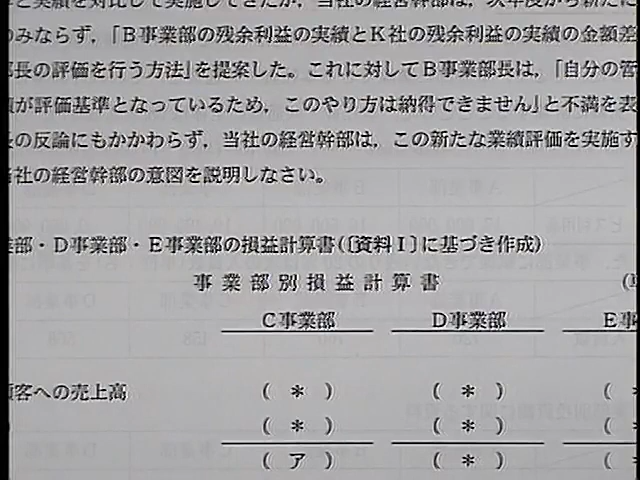 と実績を対比して実施してきたが，当社の経営幹部は，次年度から新たに
のみならず，「Ｂ事業部の残余利益の実績とＫ社の残余利益の実績の金額差
部長の評価を行う方法」を提案した。これに対してＢ事業部長は，「自分の管
が評価基準となっているため，このやり方は納得できません」と不満を表
の反論にもかかわらず，当社の経営幹部は，この新たな業績評価を実施す
当社の経営幹部の意図を説明しなさい。
業部・Ｄ事業部・Ｅ事業部の損益計算書（［資料Ⅰ］に基づき作成）
事業部別損益計算書 （
Ｃ事業部 Ｄ事業部 Ｅ事
顧客への売上高 （ ＊ ） （ ＊ ） （
） （ ＊ ） （ ＊ ） （
（ ア ） （ ＊ ） （